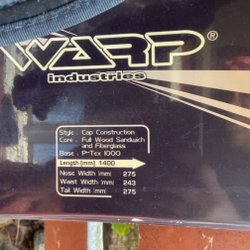 WARP®
industries
Style : Cap Construction
Core : Full Wood Sandwich
and Fiberglass
Base : P-Tex 1000
Length (mm) 1400
Nose Width (mm) 275
Waist Width (mm) 243
Tail Width (mm) 275